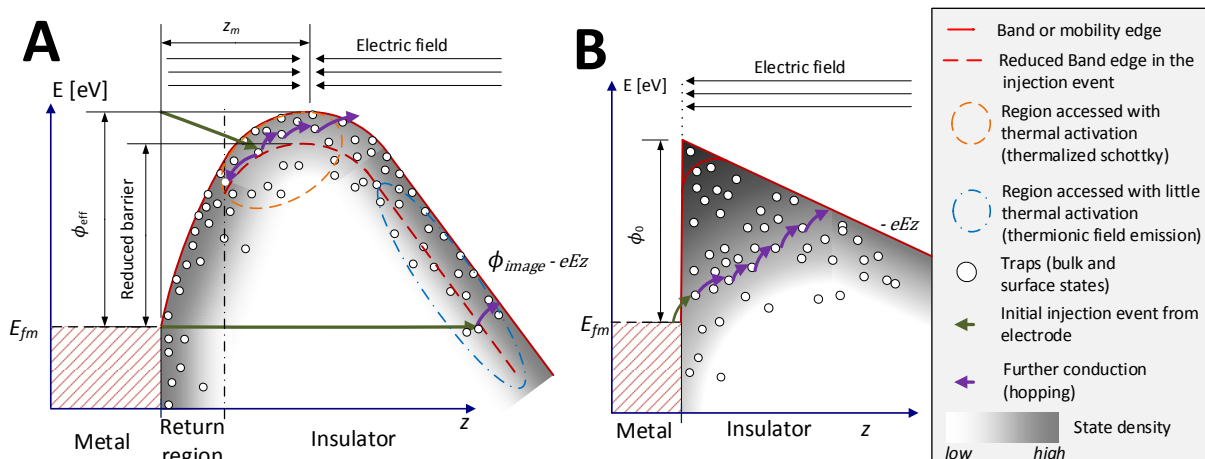 A
z_m
Electric field
E [eV]
ϕ_eff
Reduced barrier
ϕ_image - eEz
E_fm
z
Metal
Return
region
Insulator
B
Electric field
E [eV]
ϕ_0
- eEz
E_fm
Metal
Insulator
z
Band or mobility edge
Reduced Band edge in the
injection event
Region accessed with
thermal activation
(thermalized schottky)
Region accessed with little
thermal activation
(thermionic field emission)
Traps (bulk and
surface states)
Initial injection event from
electrode
Further conduction
(hopping)
State density
low
high